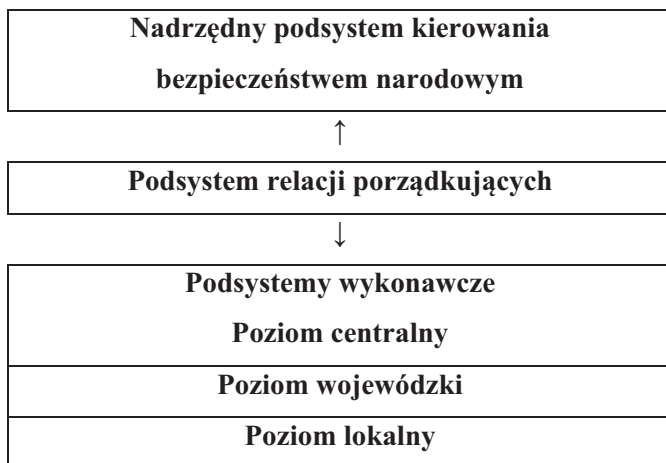 Nadrzędny podsystem kierowania
bezpieczeństwem narodowym
↑
Podsystem relacji porządkujących
↓
Podsystemy wykonawcze
Poziom centralny
Poziom wojewódzki
Poziom lokalny